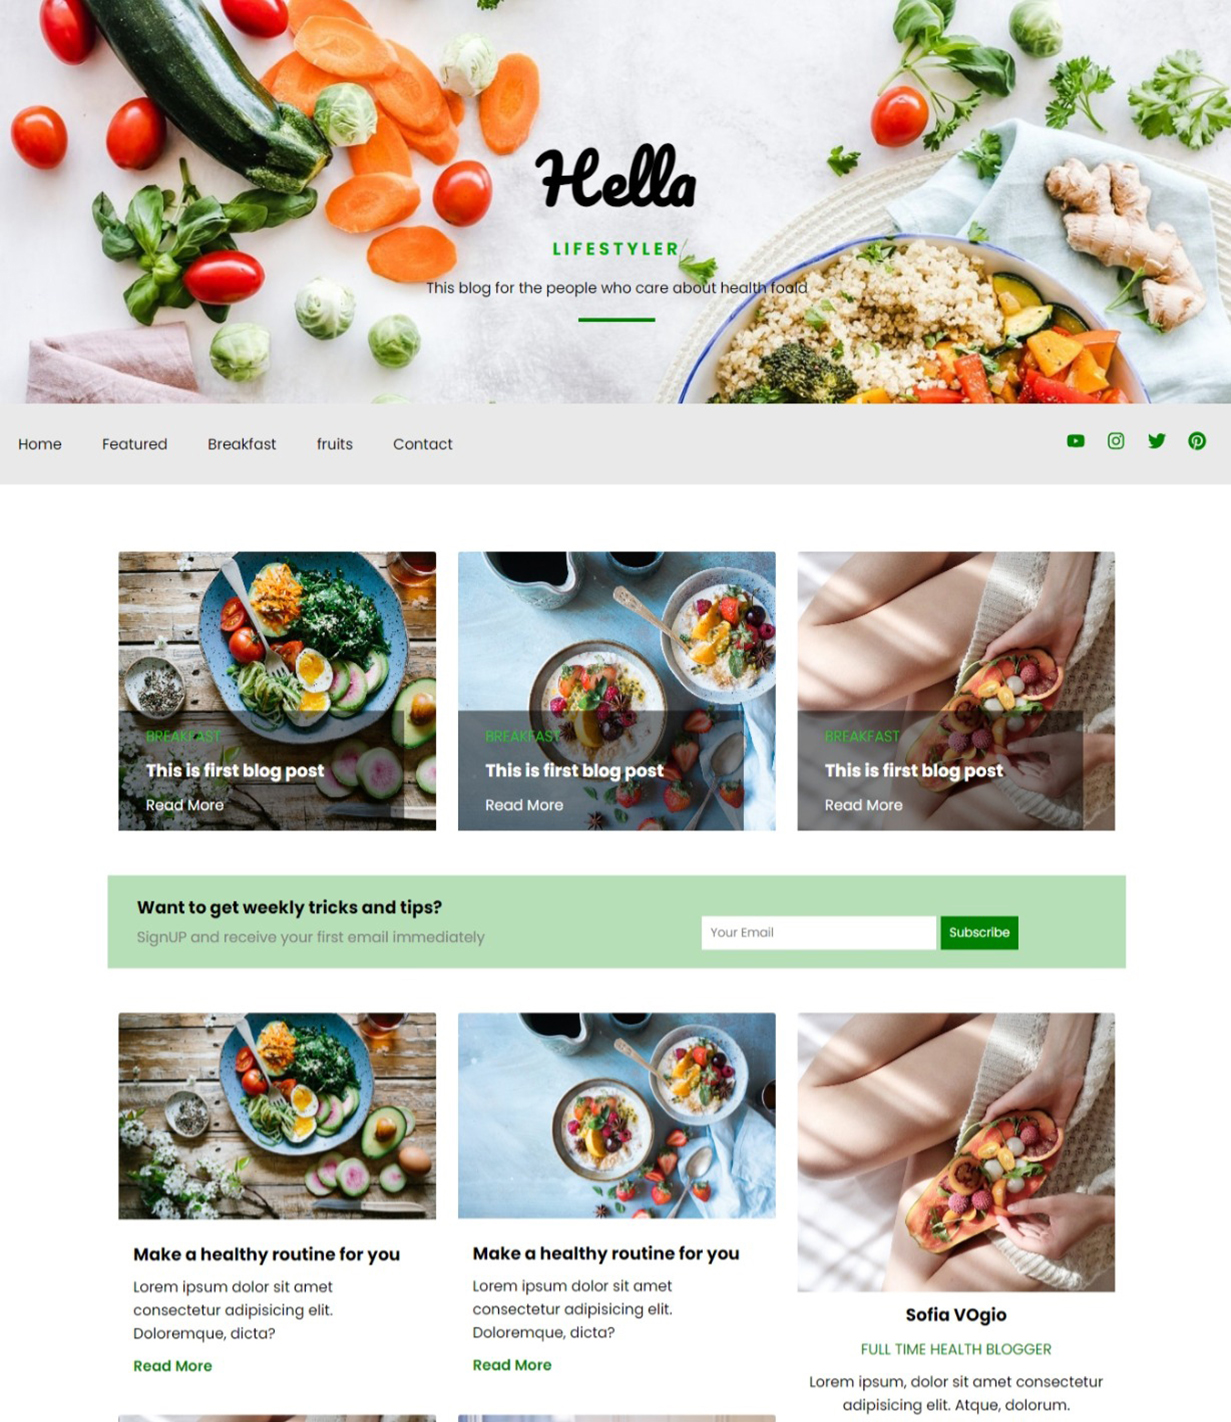 Hella
LIFESTYLER
This blog for the people who care about health foold
Home Featured Breakfast fruits Contact
BREAKFAST
This is first blog post
Read More
BREAKFAST
This is first blog post
Read More
BREAKFAST
This is first blog post
Read More
Want to get weekly tricks and tips?
SignUP and receive your first email immediately
Your Email Subscribe
Make a healthy routine for you
Lorem ipsum dolor sit amet
consectetur adipisicing elit.
Doloremque, dicta?
Read More
Make a healthy routine for you
Lorem ipsum dolor sit amet
consectetur adipisicing elit.
Doloremque, dicta?
Read More
Sofia VOgio
FULL TIME HEALTH BLOGGER
Lorem ipsum, dolor sit amet consectetur
adipisicing elit. Atque, dolorum.